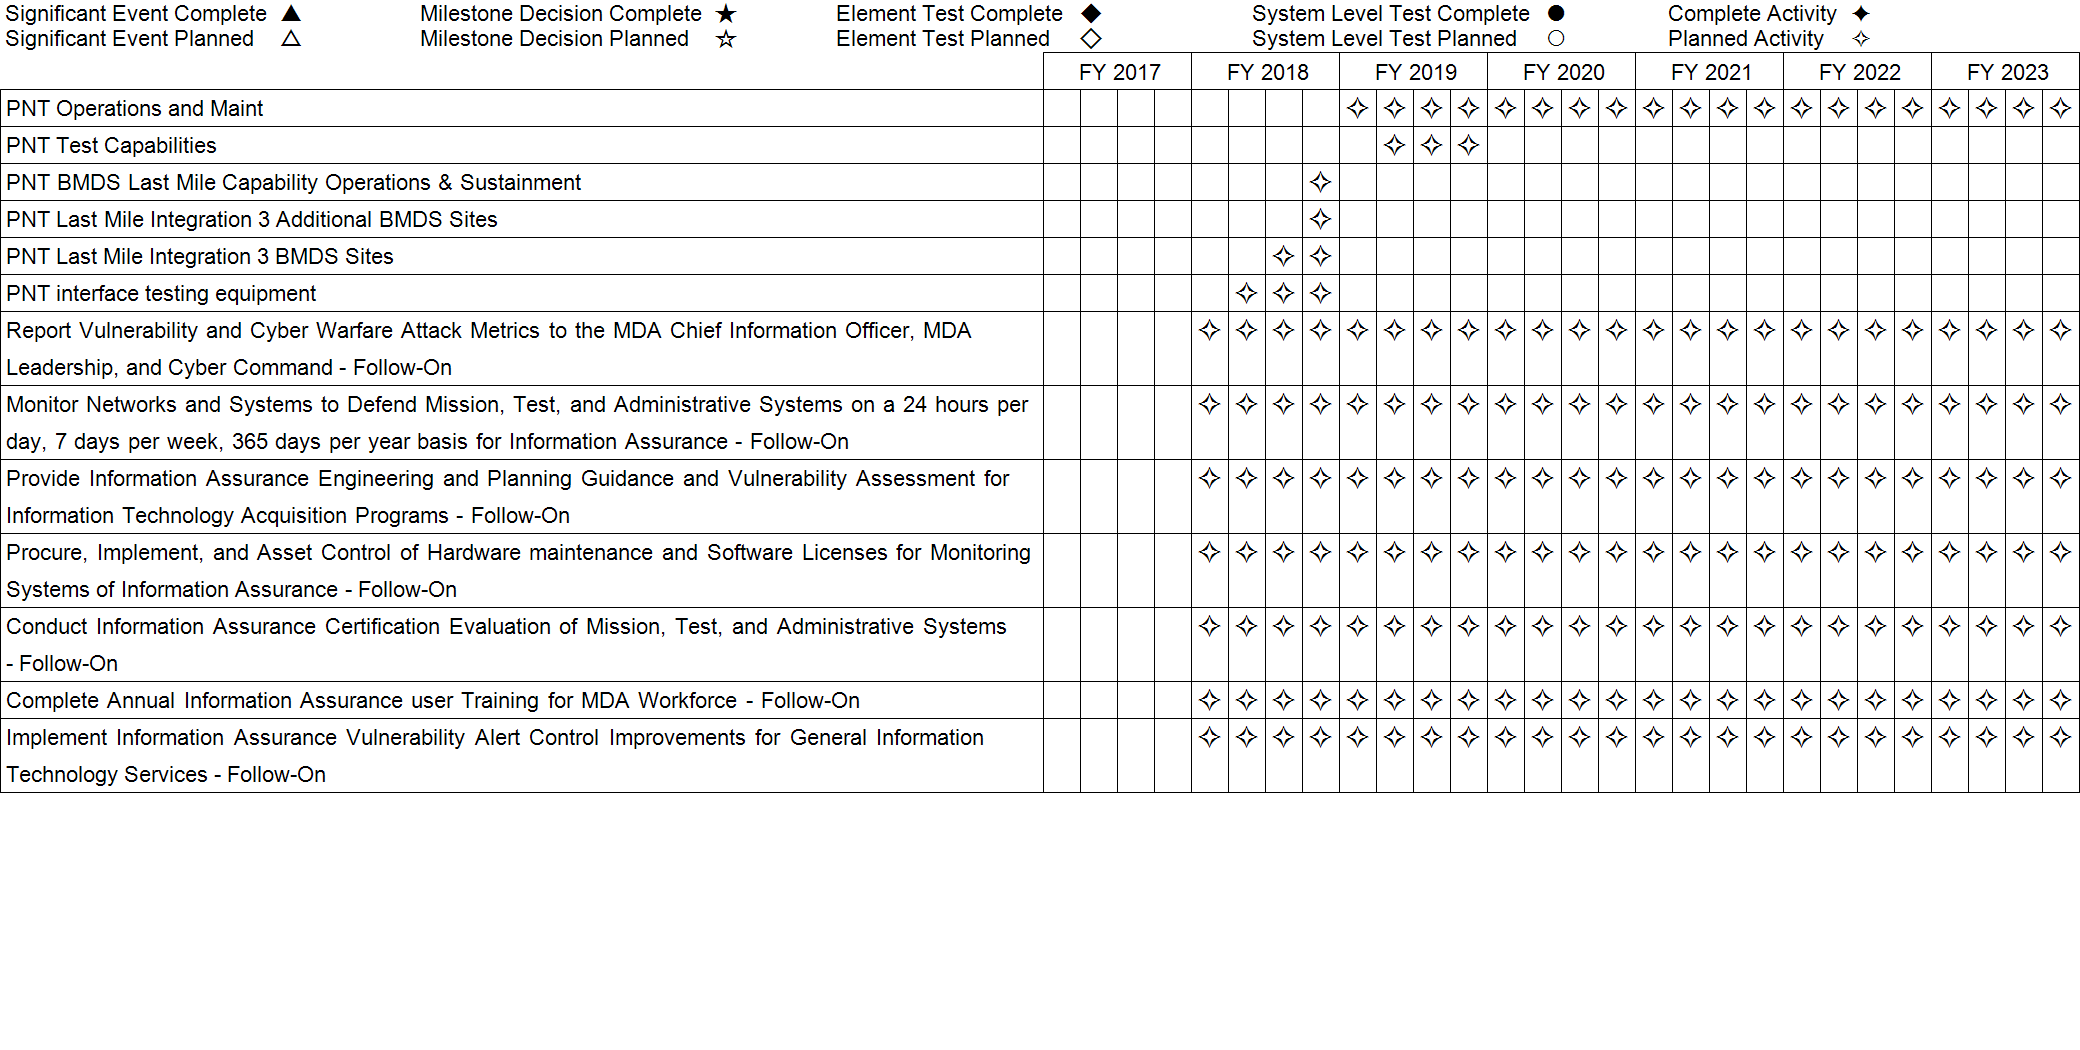 Significant Event Complete ▲ Milestone Decision Complete ★ Element Test Complete ◆ System Level Test Complete ● Complete Activity ✦
Significant Event Planned △ Milestone Decision Planned ☆ Element Test Planned ◇ System Level Test Planned ○ Planned Activity ✧
FY 2017 FY 2018 FY 2019 FY 2020 FY 2021 FY 2022 FY 2023
PNT Operations and Maint ✧ ✧ ✧ ✧ ✧ ✧ ✧ ✧ ✧ ✧ ✧ ✧ ✧ ✧ ✧ ✧ ✧ ✧ ✧ ✧
PNT Test Capabilities ✧ ✧ ✧
PNT BMDS Last Mile Capability Operations & Sustainment ✧
PNT Last Mile Integration 3 Additional BMDS Sites ✧
PNT Last Mile Integration 3 BMDS Sites ✧ ✧
PNT interface testing equipment ✧ ✧ ✧
Report Vulnerability and Cyber Warfare Attack Metrics to the MDA Chief Information Officer, MDA ✧ ✧ ✧ ✧ ✧ ✧ ✧ ✧ ✧ ✧ ✧ ✧ ✧ ✧ ✧ ✧ ✧ ✧ ✧ ✧ ✧ ✧ ✧ ✧
Leadership, and Cyber Command - Follow-On
Monitor Networks and Systems to Defend Mission, Test, and Administrative Systems on a 24 hours per ✧ ✧ ✧ ✧ ✧ ✧ ✧ ✧ ✧ ✧ ✧ ✧ ✧ ✧ ✧ ✧ ✧ ✧ ✧ ✧ ✧ ✧ ✧ ✧
day, 7 days per week, 365 days per year basis for Information Assurance - Follow-On
Provide Information Assurance Engineering and Planning Guidance and Vulnerability Assessment for ✧ ✧ ✧ ✧ ✧ ✧ ✧ ✧ ✧ ✧ ✧ ✧ ✧ ✧ ✧ ✧ ✧ ✧ ✧ ✧ ✧ ✧ ✧ ✧
Information Technology Acquisition Programs - Follow-On
Procure, Implement, and Asset Control of Hardware maintenance and Software Licenses for Monitoring ✧ ✧ ✧ ✧ ✧ ✧ ✧ ✧ ✧ ✧ ✧ ✧ ✧ ✧ ✧ ✧ ✧ ✧ ✧ ✧ ✧ ✧ ✧ ✧
Systems of Information Assurance - Follow-On
Conduct Information Assurance Certification Evaluation of Mission, Test, and Administrative Systems ✧ ✧ ✧ ✧ ✧ ✧ ✧ ✧ ✧ ✧ ✧ ✧ ✧ ✧ ✧ ✧ ✧ ✧ ✧ ✧ ✧ ✧ ✧ ✧
- Follow-On
Complete Annual Information Assurance user Training for MDA Workforce - Follow-On ✧ ✧ ✧ ✧ ✧ ✧ ✧ ✧ ✧ ✧ ✧ ✧ ✧ ✧ ✧ ✧ ✧ ✧ ✧ ✧ ✧ ✧ ✧ ✧
Implement Information Assurance Vulnerability Alert Control Improvements for General Information ✧ ✧ ✧ ✧ ✧ ✧ ✧ ✧ ✧ ✧ ✧ ✧ ✧ ✧ ✧ ✧ ✧ ✧ ✧ ✧ ✧ ✧ ✧ ✧
Technology Services - Follow-On